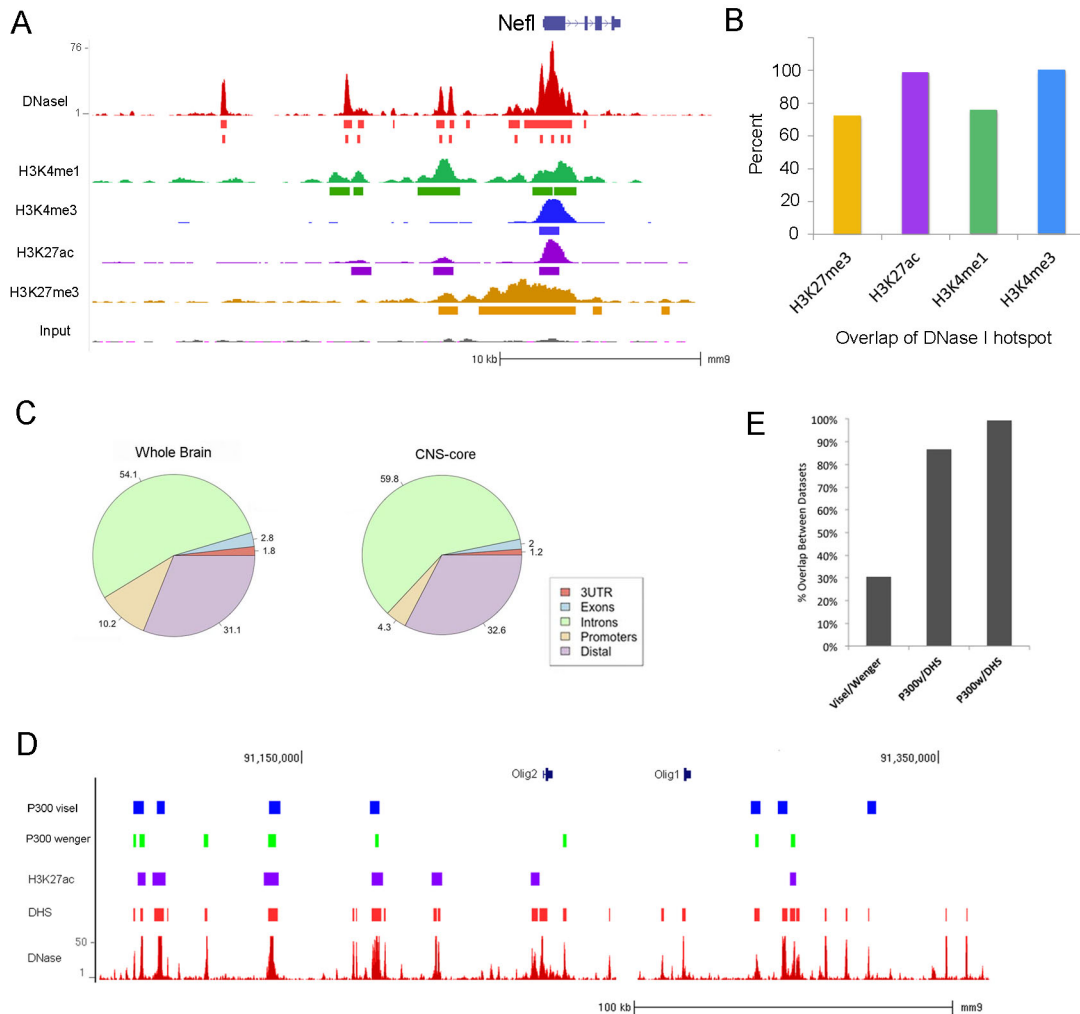 A
Nefl
76
DNaseI
1
H3K4me1
H3K4me3
H3K27ac
H3K27me3
Input
10 kb
mm9
B
Percent
100
80
60
40
20
0
H3K27me3
H3K27ac
H3K4me1
H3K4me3
Overlap of DNase I hotspot
C
Whole Brain
54.1
2.8
1.8
10.2
31.1
CNS-core
59.8
2
1.2
4.3
32.6
3UTR
Exons
Introns
Promoters
Distal
E
% Overlap Between Datasets
100%
90%
80%
70%
60%
50%
40%
30%
20%
10%
0%
Visel/Wenger
P300v/DHS
P300w/DHS
D
91,150,000
91,350,000
Olig2
Olig1
P300 visel
P300 wenger
H3K27ac
DHS
50
DNase
1
100 kb
mm9